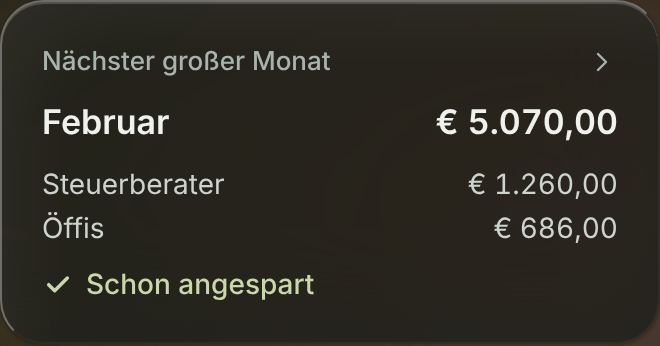 Nächster großer Monat
Februar € 5.070,00
Steuerberater € 1.260,00
Öffis € 686,00
Schon angespart